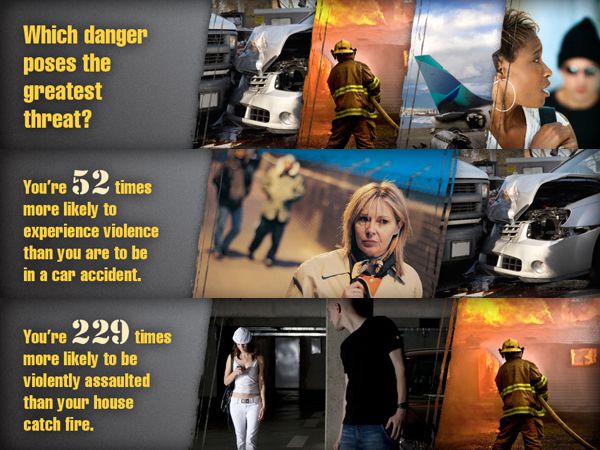 Which danger
poses the
greatest
threat?
You're 52 times
more likely to
experience violence
than you are to be
in a car accident.
You're 229 times
more likely to be
violently assaulted
than your house
catch fire.